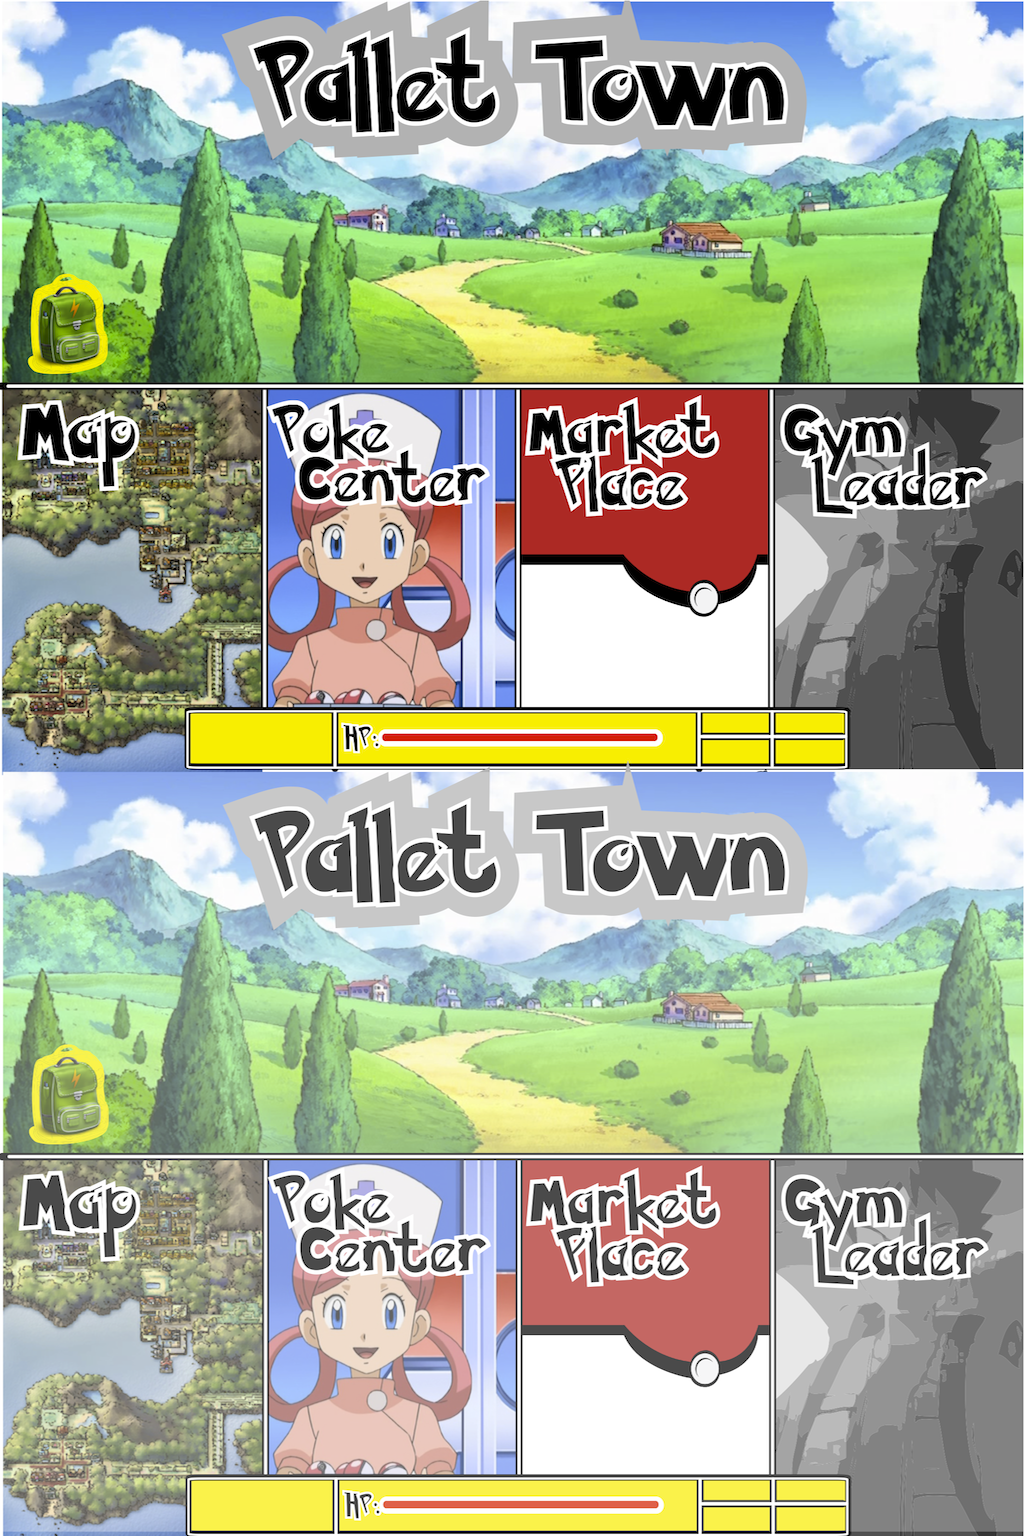 Pallet Town
Map
Poke
Center
Market
Place
Gym
Leader
HP:
Pallet Town
Map
Poke
Center
Market
Place
Gym
Leader
HP: